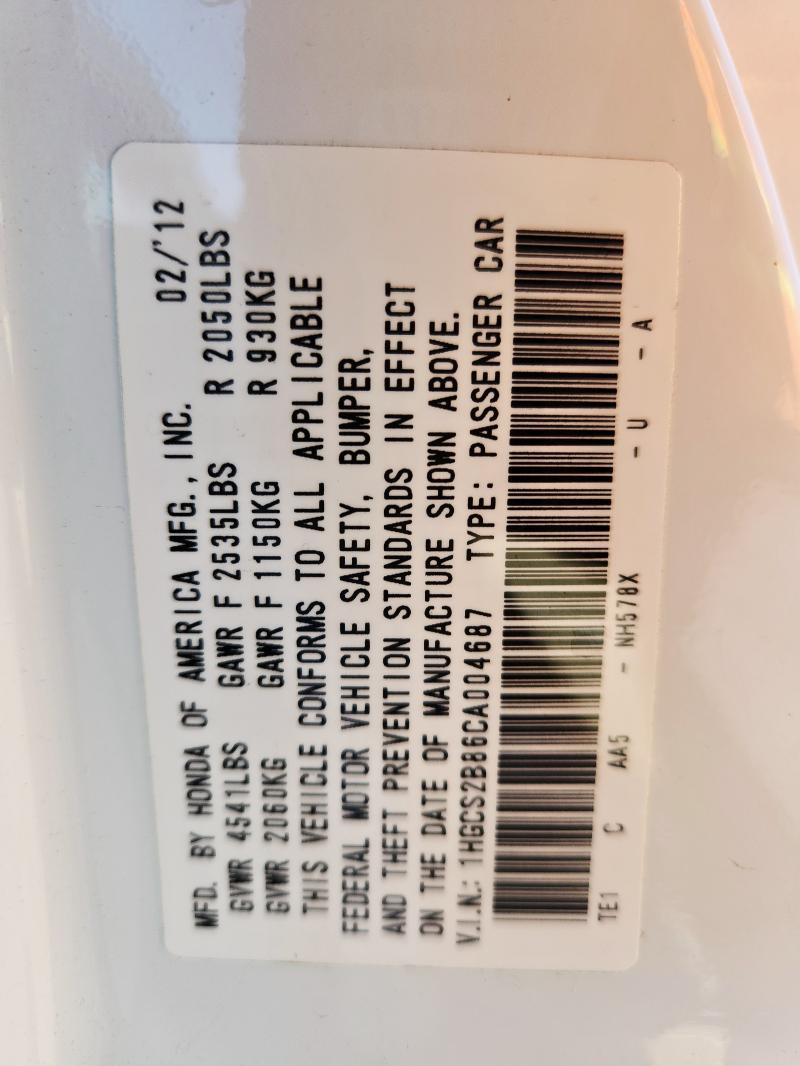 MFD. BY HONDA OF AMERICA MFG., INC. 02/'12
GVWR 4541LBS GAWR F 2535LBS R 2050LBS
GVWR 2060KG GAWR F 1150KG R 930KG
THIS VEHICLE CONFORMS TO ALL APPLICABLE
FEDERAL MOTOR VEHICLE SAFETY, BUMPER,
AND THEFT PREVENTION STANDARDS IN EFFECT
ON THE DATE OF MANUFACTURE SHOWN ABOVE.
V.I.N.: 1HGCS2B86CA004687 TYPE: PASSENGER CAR
TE1 C AA5 - NH578X - U - A